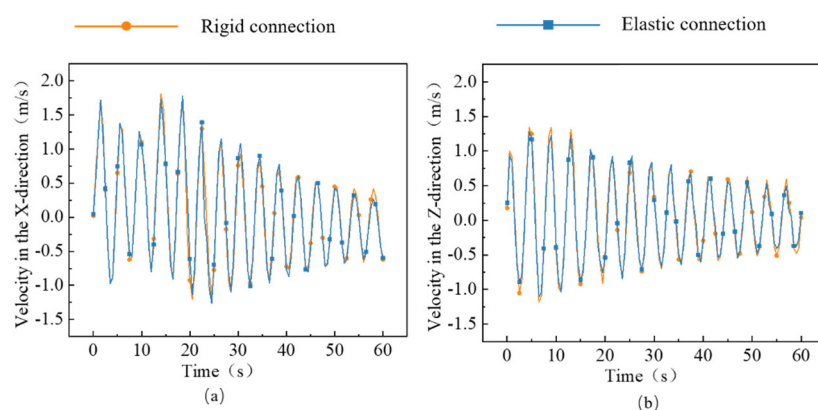 Rigid connection
Elastic connection
Velocity in the X-direction（m/s）
2.0
1.5
1.0
0.5
0.0
-0.5
-1.0
-1.5
0 10 20 30 40 50 60
Time（s）
(a)
Velocity in the Z-direction（m/s）
2.0
1.5
1.0
0.5
0.0
-0.5
-1.0
-1.5
0 10 20 30 40 50 60
Time（s）
(b)